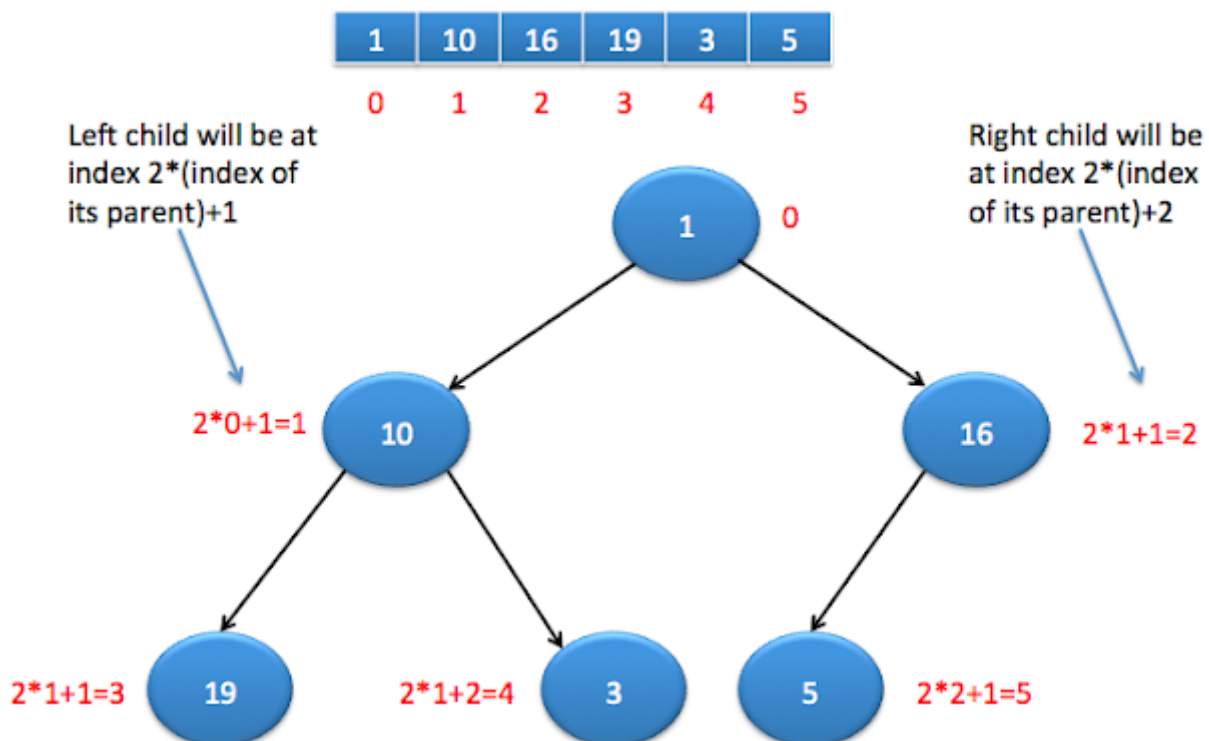 1 10 16 19 3 5
0 1 2 3 4 5
Left child will be at
index 2*(index of
its parent)+1
Right child will be
at index 2*(index
of its parent)+2
1 0
2*0+1=1 10 16 2*1+1=2
2*1+1=3 19 2*1+2=4 3 5 2*2+1=5